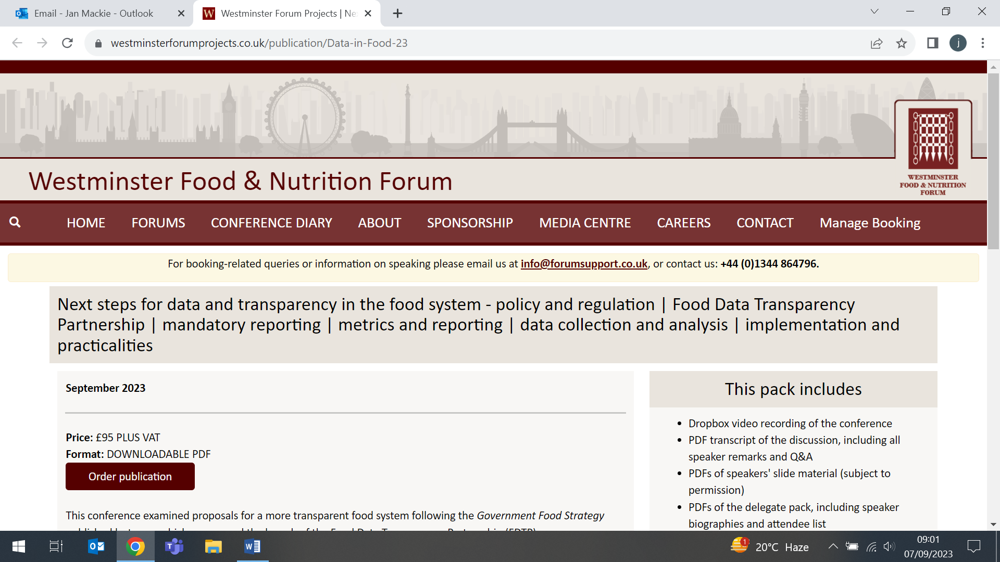 Email - Jan Mackie - Outlook
Westminster Forum Projects | Ne
westminsterforumprojects.co.uk/publication/Data-in-Food-23
j
WESTMINSTER
FOOD & NUTRITION
FORUM
Westminster Food & Nutrition Forum
HOME FORUMS CONFERENCE DIARY ABOUT SPONSORSHIP MEDIA CENTRE CAREERS CONTACT Manage Booking
For booking-related queries or information on speaking please email us at info@forumsupport.co.uk, or contact us: +44 (0)1344 864796.
Next steps for data and transparency in the food system - policy and regulation | Food Data Transparency
Partnership | mandatory reporting | metrics and reporting | data collection and analysis | implementation and
practicalities
September 2023
Price: £95 PLUS VAT
Format: DOWNLOADABLE PDF
Order publication
This conference examined proposals for a more transparent food system following the Government Food Strategy
This pack includes
• Dropbox video recording of the conference
• PDF transcript of the discussion, including all
speaker remarks and Q&A
• PDFs of speakers' slide material (subject to
permission)
• PDFs of the delegate pack, including speaker
biographies and attendee list
1
20°C Haze
09:01
07/09/2023